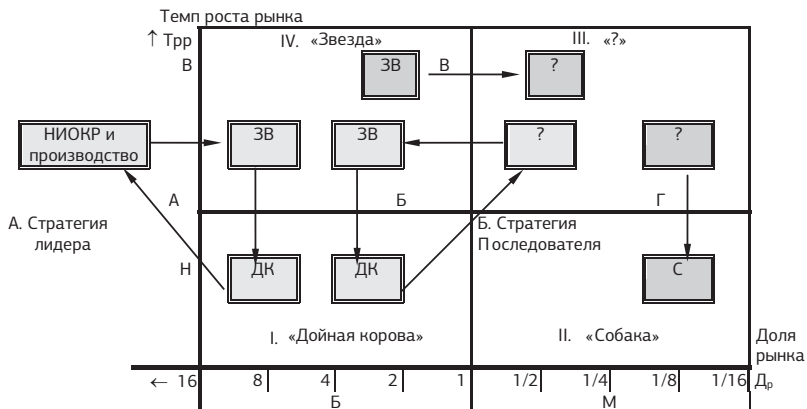 Темп роста рынка
↑ Трр
IV. «Звезда»
III. «?»
В
ЗВ
В
?
НИОКР и
производство
ЗВ
ЗВ
?
?
А
Б
Г
А. Стратегия
лидера
Б. Стратегия
Последователя
Н
ДК
ДК
С
I. «Дойная корова»
II. «Собака»
Доля
рынка
← 16 8 4 2 1 1/2 1/4 1/8 1/16 Др
Б М